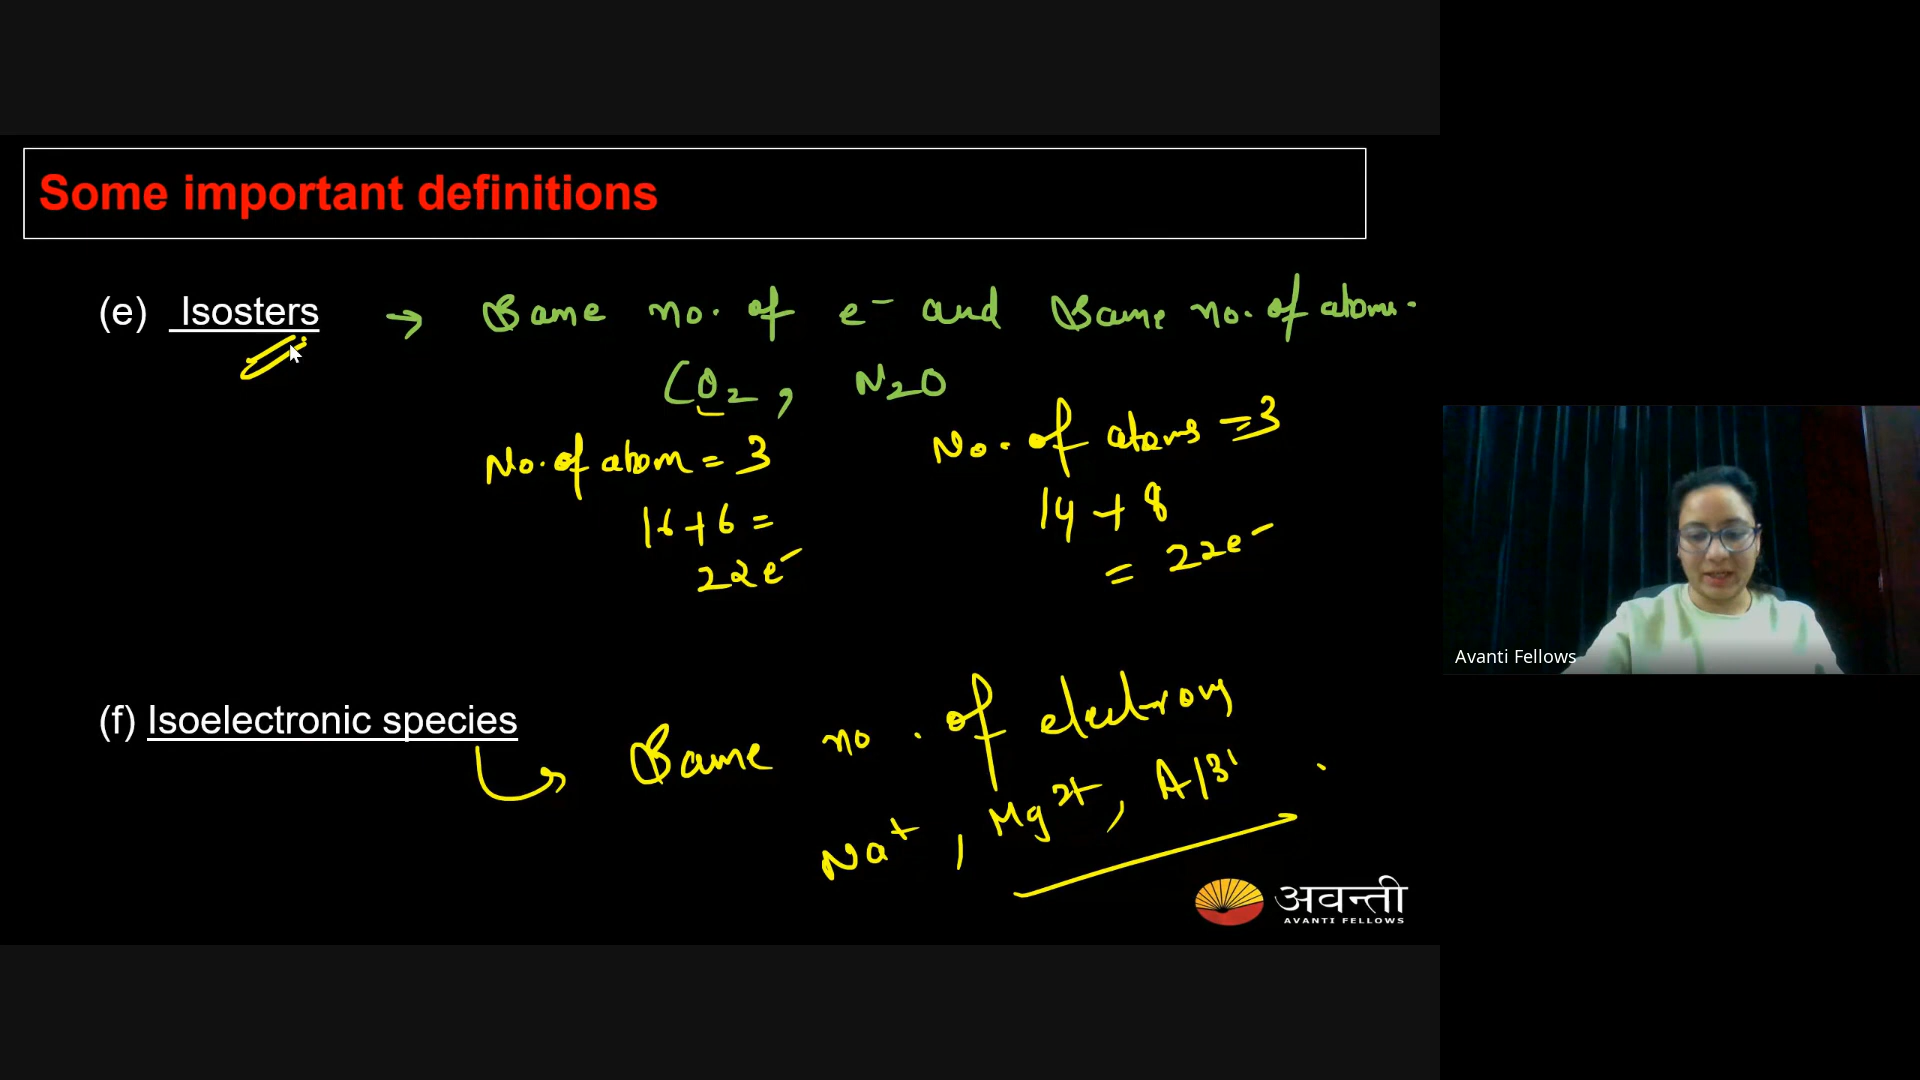 Some important definitions
(e) Isosters → Same no. of e⁻ and Same no. of atoms.
CO₂, N₂O
No. of atom = 3
No. of atoms = 3
16 + 6 =
22e⁻
14 + 8
= 22e⁻
Avanti Fellows
(f) Isoelectronic species
Same no. of electrons
Na⁺, Mg²⁺, Al³⁺
अवन्ती
AVANTI FELLOWS